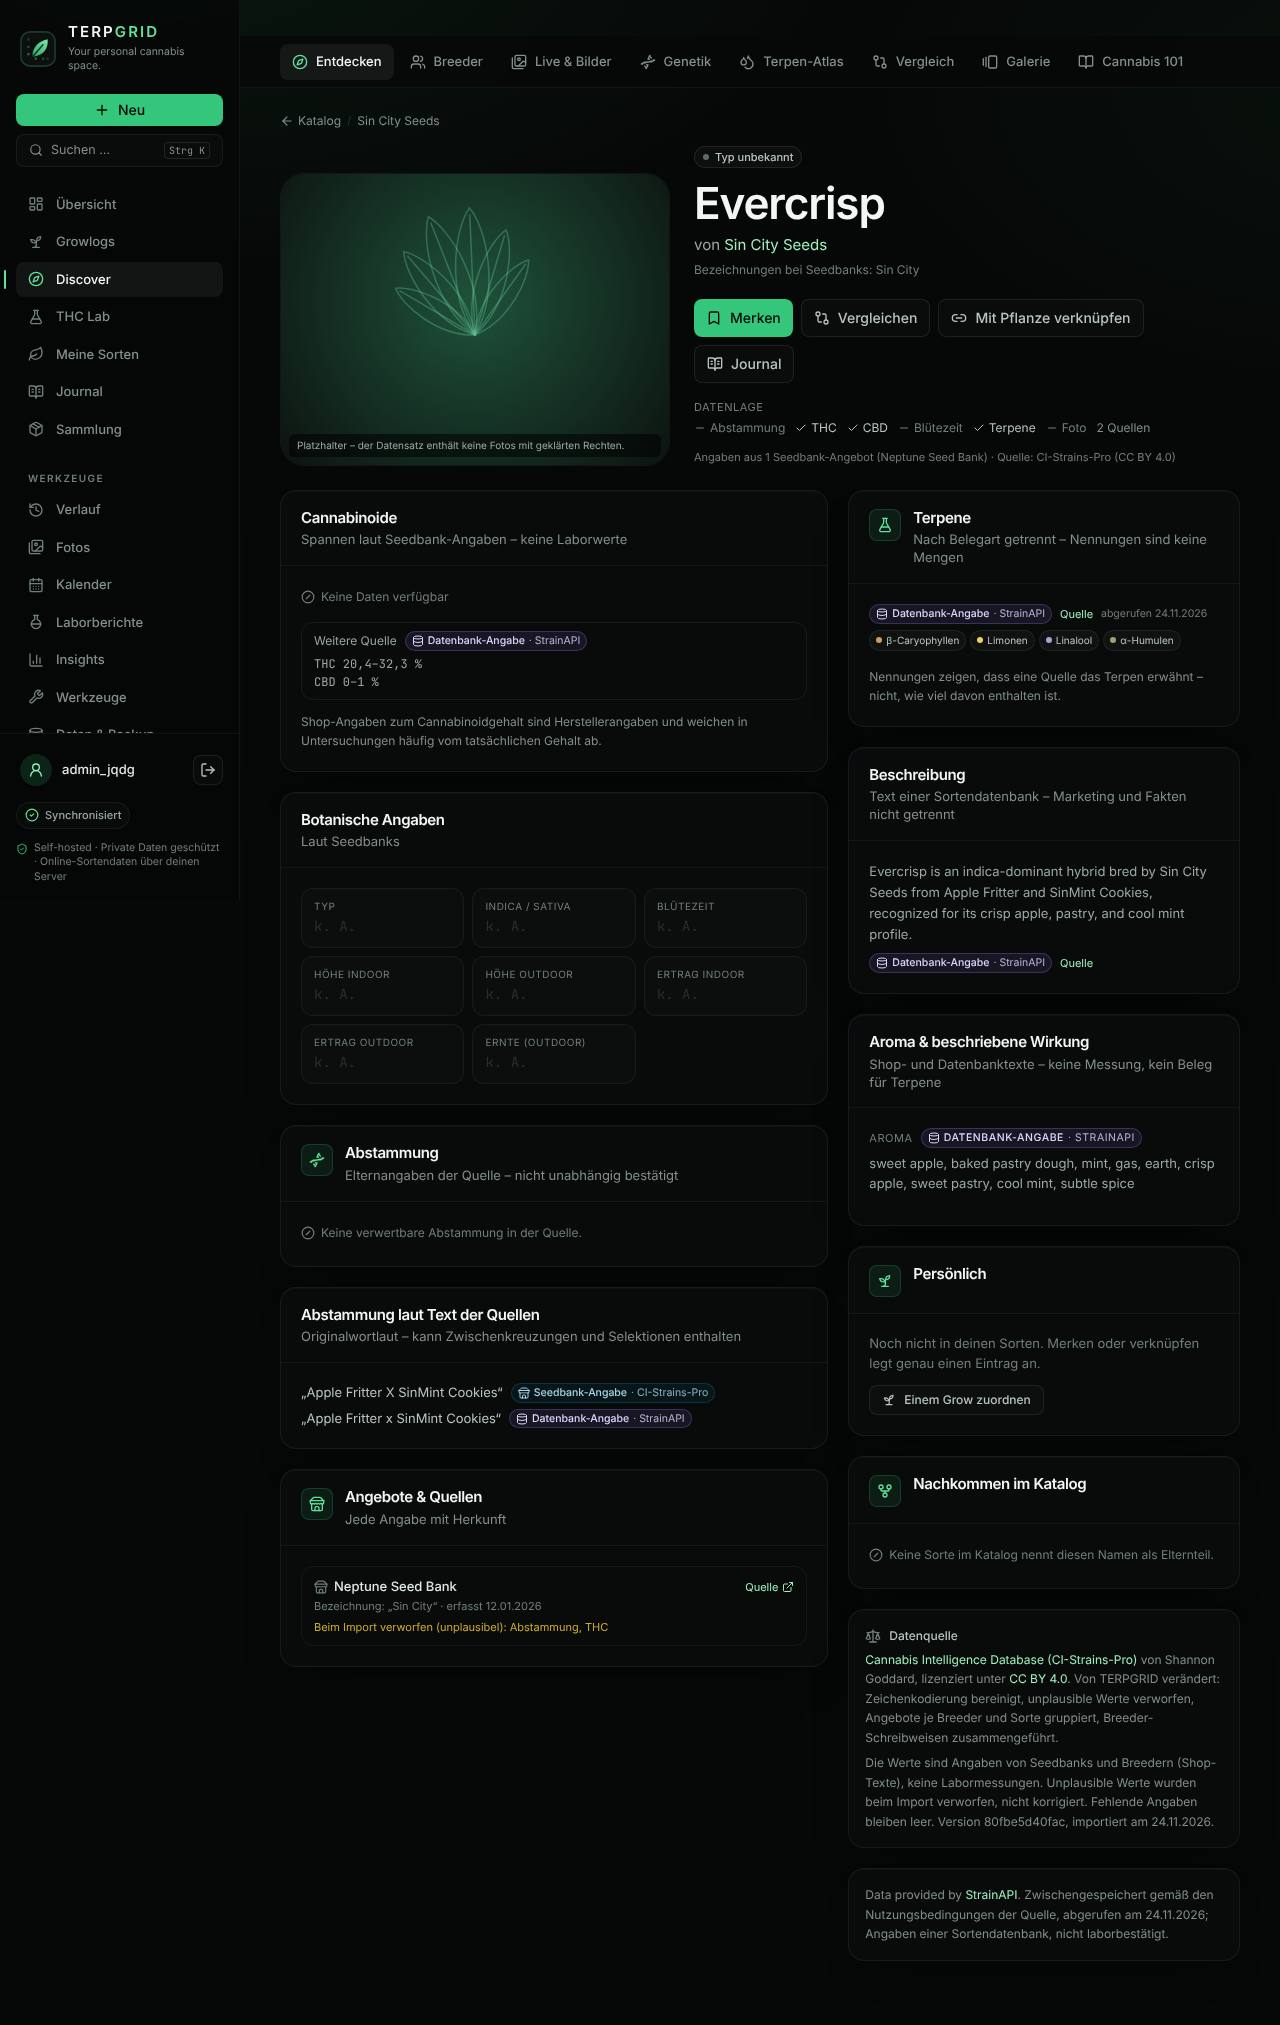 TERPGRID
Your personal cannabis
space.
Neu
Suchen ...
Strg K
Übersicht
Growlogs
Discover
THC Lab
Meine Sorten
Journal
Sammlung
WERKZEUGE
Verlauf
Fotos
Kalender
Laborberichte
Insights
Werkzeuge
Daten & Backup
admin_jqdg
Synchronisiert
Self-hosted · Private Daten geschützt
· Online-Sortendaten über deinen
Server
Entdecken
Breeder
Live & Bilder
Genetik
Terpen-Atlas
Vergleich
Galerie
Cannabis 101
Katalog / Sin City Seeds
Platzhalter – der Datensatz enthält keine Fotos mit geklärten Rechten.
Typ unbekannt
Evercrisp
von Sin City Seeds
Bezeichnungen bei Seedbanks: Sin City
Merken
Vergleichen
Mit Pflanze verknüpfen
Journal
DATENLAGE
– Abstammung ✓ THC ✓ CBD – Blütezeit ✓ Terpene – Foto 2 Quellen
Angaben aus 1 Seedbank-Angebot (Neptune Seed Bank) · Quelle: CI-Strains-Pro (CC BY 4.0)
Cannabinoide
Spannen laut Seedbank-Angaben – keine Laborwerte
Keine Daten verfügbar
Weitere Quelle Datenbank-Angabe · StrainAPI
THC 20,4–32,3 %
CBD 0–1 %
Shop-Angaben zum Cannabinoidgehalt sind Herstellerangaben und weichen in
Untersuchungen häufig vom tatsächlichen Gehalt ab.
Botanische Angaben
Laut Seedbanks
TYP
k. A.
INDICA / SATIVA
k. A.
BLÜTEZEIT
k. A.
HÖHE INDOOR
k. A.
HÖHE OUTDOOR
k. A.
ERTRAG INDOOR
k. A.
ERTRAG OUTDOOR
k. A.
ERNTE (OUTDOOR)
k. A.
Abstammung
Elternangaben der Quelle – nicht unabhängig bestätigt
Keine verwertbare Abstammung in der Quelle.
Abstammung laut Text der Quellen
Originalwortlaut – kann Zwischenkreuzungen und Selektionen enthalten
„Apple Fritter X SinMint Cookies“ Seedbank-Angabe · CI-Strains-Pro
„Apple Fritter x SinMint Cookies“ Datenbank-Angabe · StrainAPI
Angebote & Quellen
Jede Angabe mit Herkunft
Neptune Seed Bank
Quelle
Bezeichnung: „Sin City“ · erfasst 12.01.2026
Beim Import verworfen (unplausibel): Abstammung, THC
Terpene
Nach Belegart getrennt – Nennungen sind keine
Mengen
Datenbank-Angabe · StrainAPI Quelle abgerufen 24.11.2026
β-Caryophyllen
Limonen
Linalool
α-Humulen
Nennungen zeigen, dass eine Quelle das Terpen erwähnt –
nicht, wie viel davon enthalten ist.
Beschreibung
Text einer Sortendatenbank – Marketing und Fakten
nicht getrennt
Evercrisp is an indica-dominant hybrid bred by Sin City
Seeds from Apple Fritter and SinMint Cookies,
recognized for its crisp apple, pastry, and cool mint
profile.
Datenbank-Angabe · StrainAPI Quelle
Aroma & beschriebene Wirkung
Shop- und Datenbanktexte – keine Messung, kein Beleg
für Terpene
AROMA DATENBANK-ANGABE · STRAINAPI
sweet apple, baked pastry dough, mint, gas, earth, crisp
apple, sweet pastry, cool mint, subtle spice
Persönlich
Noch nicht in deinen Sorten. Merken oder verknüpfen
legt genau einen Eintrag an.
Einem Grow zuordnen
Nachkommen im Katalog
Keine Sorte im Katalog nennt diesen Namen als Elternteil.
Datenquelle
Cannabis Intelligence Database (CI-Strains-Pro) von Shannon
Goddard, lizenziert unter CC BY 4.0. Von TERPGRID verändert:
Zeichenkodierung bereinigt, unplausible Werte verworfen,
Angebote je Breeder und Sorte gruppiert, Breeder-
Schreibweisen zusammengeführt.
Die Werte sind Angaben von Seedbanks und Breedern (Shop-
Texte), keine Labormessungen. Unplausible Werte wurden
beim Import verworfen, nicht korrigiert. Fehlende Angaben
bleiben leer. Version 80fbe5d40fac, importiert am 24.11.2026.
Data provided by StrainAPI. Zwischengespeichert gemäß den
Nutzungsbedingungen der Quelle, abgerufen am 24.11.2026;
Angaben einer Sortendatenbank, nicht laborbestätigt.